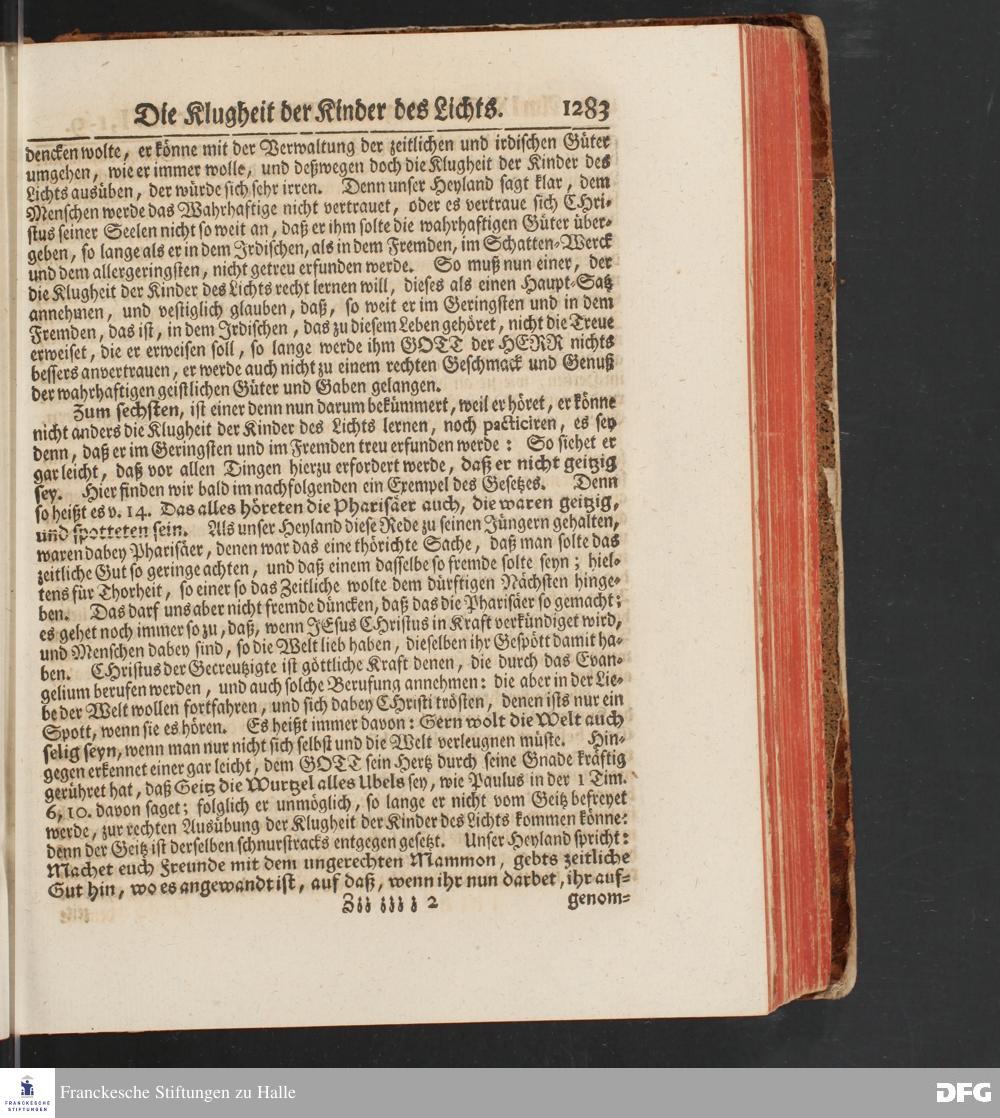 Die Klugheit der Kinder des Lichts. 1283
dencken wolte, er könne mit der Verwaltung der zeitlichen und irdischen Güter
umgehen, wie er immer wolle, und deßwegen doch die Klugheit der Kinder des
Lichts ausüben, der würde sich sehr irren. Denn unser Heyland sagt klar, dem
Menschen werde das Wahrhaftige nicht vertrauet, oder es vertraue sich CHri-
stus seiner Seelen nicht so weit an, daß er ihm solte die wahrhaftigen Güter über-
geben, so lange als er in dem Irdischen, als in dem Fremden, im Schatten-Werck
und dem allergeringsten, nicht getreu erfunden werde. So muß nun einer, der
die Klugheit der Kinder des Lichts recht lernen will, dieses als einen Haupt-Satz
annehmen, und vestiglich glauben, daß, so weit er im Geringsten und in dem
Fremden, das ist, in dem Irdischen, das zu diesem Leben gehöret, nicht die Treue
erweiset, die er erweisen soll, so lange werde ihm GOTT der HERR nichts
bessers anvertrauen, er werde auch nicht zu einem rechten Geschmack und Genuß
der wahrhaftigen geistlichen Güter und Gaben gelangen.
Zum sechsten, ist einer denn nun darum bekümmert, weil er höret, er könne
nicht anders die Klugheit der Kinder des Lichts lernen, noch pacticiren, es sey
denn, daß er im Geringsten und im Fremden treu erfunden werde: So siehet er
gar leicht, daß vor allen Dingen hierzu erfordert werde, daß er nicht geitzig
sey. Hier finden wir bald im nachfolgenden ein Exempel des Gesetzes. Denn
so heißt es v. 14. Das alles höreten die Pharisäer auch, die waren geitzig,
und spotteten sein. Als unser Heyland diese Rede zu seinen Jüngern gehalten,
waren dabey Pharisäer, denen war das eine thörichte Sache, daß man solte das
zeitliche Gut so geringe achten, und daß einem dasselbe so fremde solte seyn; hiel-
tens für Thorheit, so einer so das Zeitliche wolte dem dürftigen Nächsten hinge-
ben. Das darf uns aber nicht fremde düncken, daß das die Pharisäer so gemacht;
es gehet noch immer so zu, daß, wenn JEsus CHristus in Kraft verkündiget wird,
und Menschen dabey sind, so die Welt lieb haben, dieselben ihr Gespött damit ha-
ben. CHristus der Gecreutzigte ist göttliche Kraft denen, die durch das Evan-
gelium berufen werden, und auch solche Berufung annehmen: die aber in der Lie-
be der Welt wollen fortfahren, und sich dabey CHristi trösten, denen ists nur ein
Spott, wenn sie es hören. Es heißt immer davon: Gern wolt die Welt auch
selig seyn, wenn man nur nicht sich selbst und die Welt verleugnen müste. Hin-
gegen erkennet einer gar leicht, dem GOTT sein Hertz durch seine Gnade kräftig
gerühret hat, daß Geitz die Wurtzel alles Ubels sey, wie Paulus in der 1 Tim.
6, 10. davon saget; folglich er unmöglich, so lange er nicht vom Geitz befreyet
werde, zur rechten Ausübung der Klugheit der Kinder des Lichts kommen könne:
denn der Geitz ist derselben schnurstracks entgegen gesetzt. Unser Heyland spricht:
Machet euch Freunde mit dem ungerechten Mammon, gebts zeitliche
Gut hin, wo es angewandt ist, auf daß, wenn ihr nun darbet, ihr auf-
Zzz zzzz z 2 genom-
FRANCKESCHE
STIFTUNGEN
Franckesche Stiftungen zu Halle
DFG